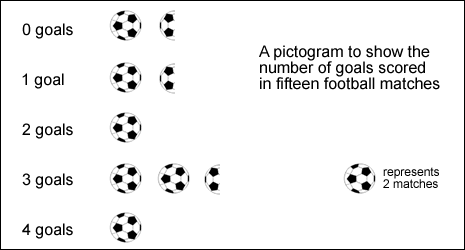 0 goals
1 goal
2 goals
3 goals
4 goals
A pictogram to show the
number of goals scored
in fifteen football matches
represents
2 matches